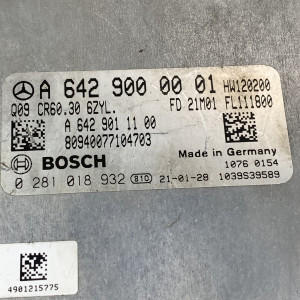 A 642 900 00 01 HW120200
Q09 CR60.30 6ZYL. FD 21M01 FL111800
A 642 901 11 00
80940077104703
BOSCH
Made in Germany
1076 0154
0 281 018 932 810 21-01-28 1039S39589
4901215775